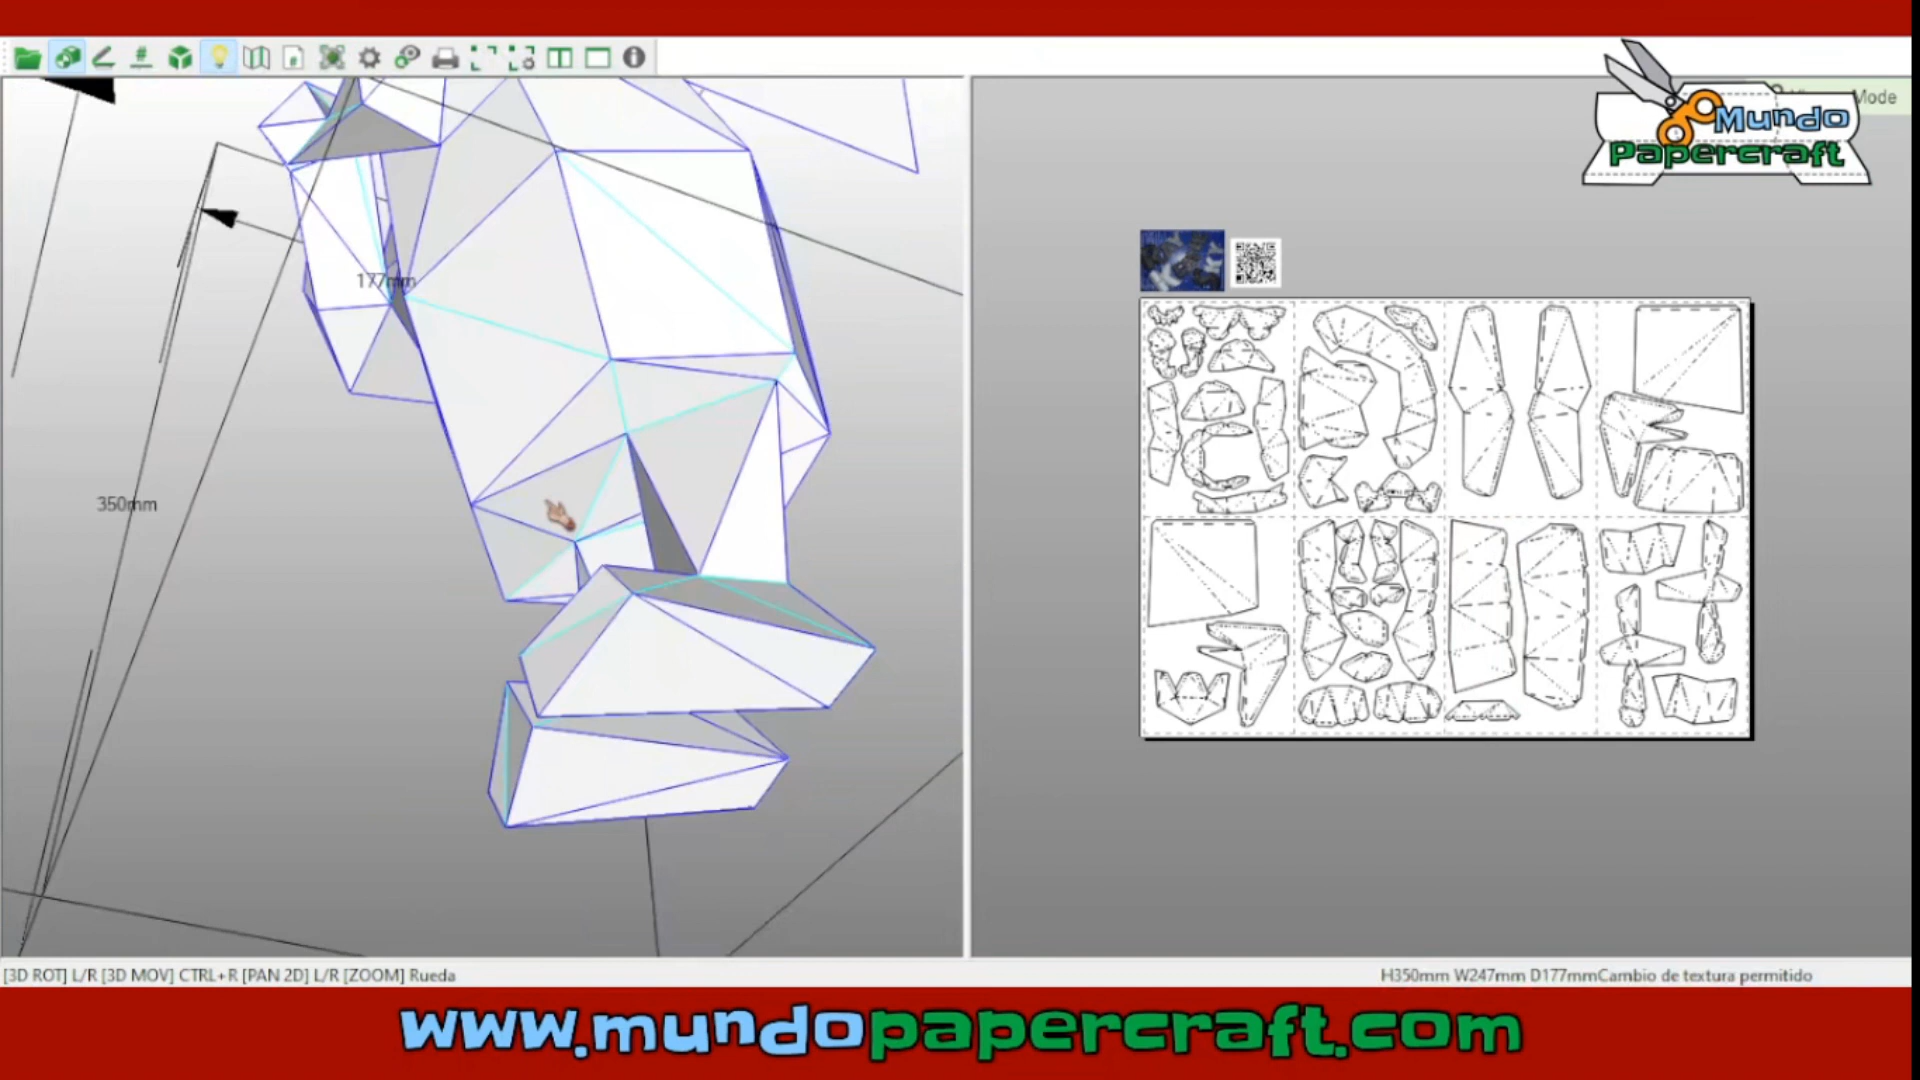 Mode
Mundo
Papercraft
177mm
350mm
[3D ROT] L/R [3D MOV] CTRL+R [PAN 2D] L/R [ZOOM] Rueda
H350mm W247mm D177mmCambio de textura permitido
www.mundopapercraft.com